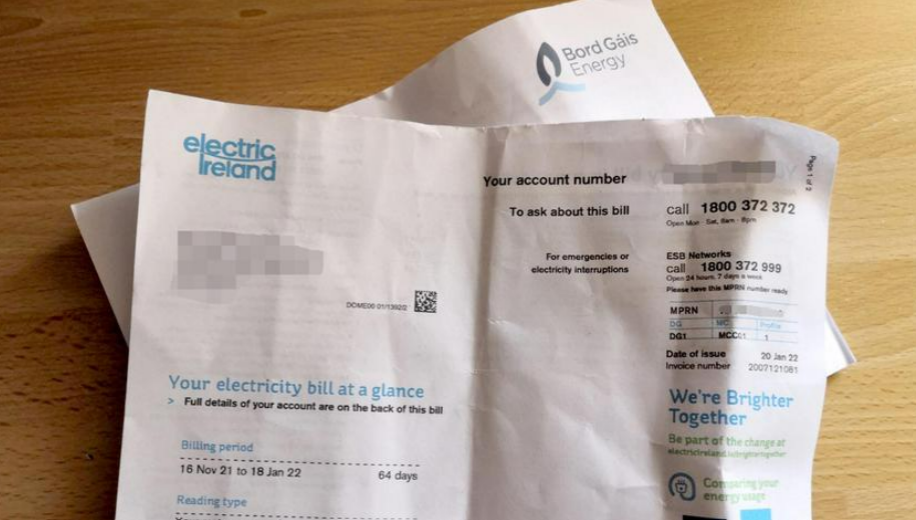 Bord Gáis
Energy
electric
Ireland
Your account number
Page 1 of 2
To ask about this bill
call 1800 372 372
Open Mon - Sat, 8am - 8pm
For emergencies or
electricity interruptions
ESB Networks
call 1800 372 999
Open 24 hours, 7 days a week
Please have this MPRN number ready
MPRN
DG MC Profile
DG1 MCC01 1
Date of issue 20 Jan 22
Invoice number 2007121081
Your electricity bill at a glance
> Full details of your account are on the back of this bill
Billing period
16 Nov 21 to 18 Jan 22 64 days
Reading type
We're Brighter
Together
Be part of the change at
electricireland.ie/brightertogether
Comparing your
energy usage